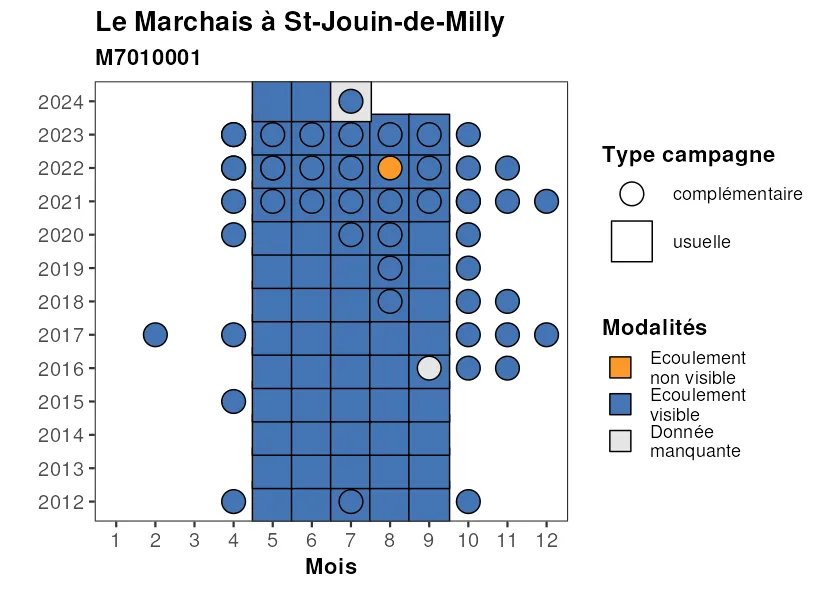 Le Marchais à St-Jouin-de-Milly
M7010001
2024
2023
2022
2021
2020
2019
2018
2017
2016
2015
2014
2013
2012
1 2 3 4 5 6 7 8 9 10 11 12
Mois
Type campagne
complémentaire
usuelle
Modalités
Ecoulement
non visible
Ecoulement
visible
Donnée
manquante